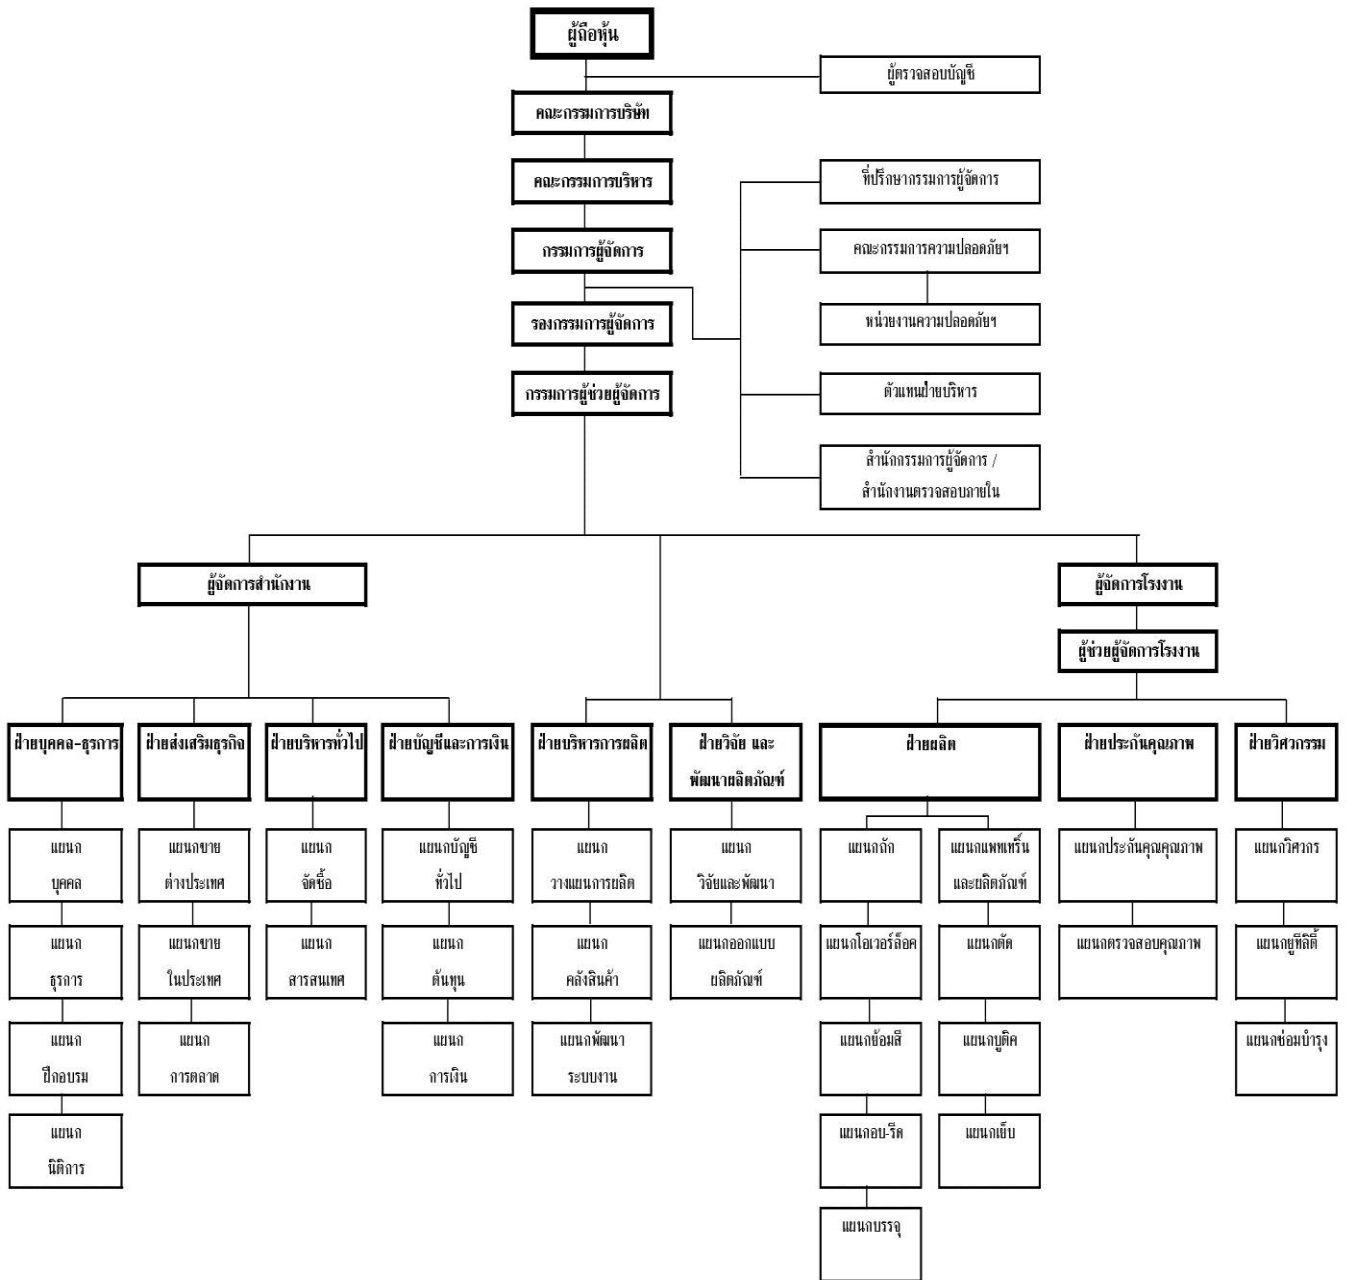 ผู้ถือหุ้น
ผู้ตรวจสอบบัญชี
คณะกรรมการบริษัท
คณะกรรมการบริหาร
ที่ปรึกษากรรมการผู้จัดการ
กรรมการผู้จัดการ
คณะกรรมการความปลอดภัยฯ
รองกรรมการผู้จัดการ
หน่วยงานความปลอดภัยฯ
กรรมการผู้ช่วยผู้จัดการ
ตัวแทนฝ่ายบริหาร
สำนักกรรมการผู้จัดการ /
สำนักงานตรวจสอบภายใน
ผู้จัดการสำนักงาน
ผู้จัดการโรงงาน
ผู้ช่วยผู้จัดการโรงงาน
ฝ่ายบุคคล-ธุรการ
ฝ่ายส่งเสริมธุรกิจ
ฝ่ายบริหารทั่วไป
ฝ่ายบัญชีและการเงิน
ฝ่ายบริหารการผลิต
ฝ่ายวิจัย และ
พัฒนาผลิตภัณฑ์
ฝ่ายผลิต
ฝ่ายประกันคุณภาพ
ฝ่ายวิศวกรรม
แผนก
บุคคล
แผนกขาย
ต่างประเทศ
แผนก
จัดซื้อ
แผนกบัญชี
ทั่วไป
แผนก
วางแผนการผลิต
แผนก
วิจัยและพัฒนา
แผนกถัก
แผนกแพทเทริ์น
และผลิตภัณฑ์
แผนกประกันคุณคุณภาพ
แผนกวิศวกร
แผนก
ธุรการ
แผนกขาย
ในประเทศ
แผนก
สารสนเทศ
แผนก
ต้นทุน
แผนก
คลังสินค้า
แผนกออกแบบ
ผลิตภัณฑ์
แผนกโอเวอร์ล็อค
แผนกตัด
แผนกตรวจสอบคุณภาพ
แผนกยูทีลิตี้
แผนก
ฝึกอบรม
แผนก
การตลาด
แผนก
การเงิน
แผนกพัฒนา
ระบบงาน
แผนกย้อมสี
แผนกบูติค
แผนกซ่อมบำรุง
แผนก
นิติการ
แผนกอบ-รีด
แผนกเย็บ
แผนกบรรจุ